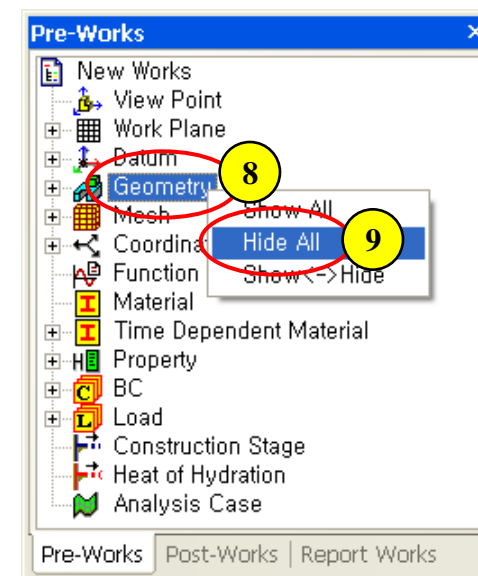 Pre-Works
New Works
View Point
Work Plane
Datum
8
Geometry
Show All
Mesh
Hide All
9
Coordina
Show<->Hide
Function
Material
Time Dependent Material
H
Property
C
BC
L
Load
Construction Stage
Heat of Hydration
Analysis Case
Pre-Works Post-Works | Report Works